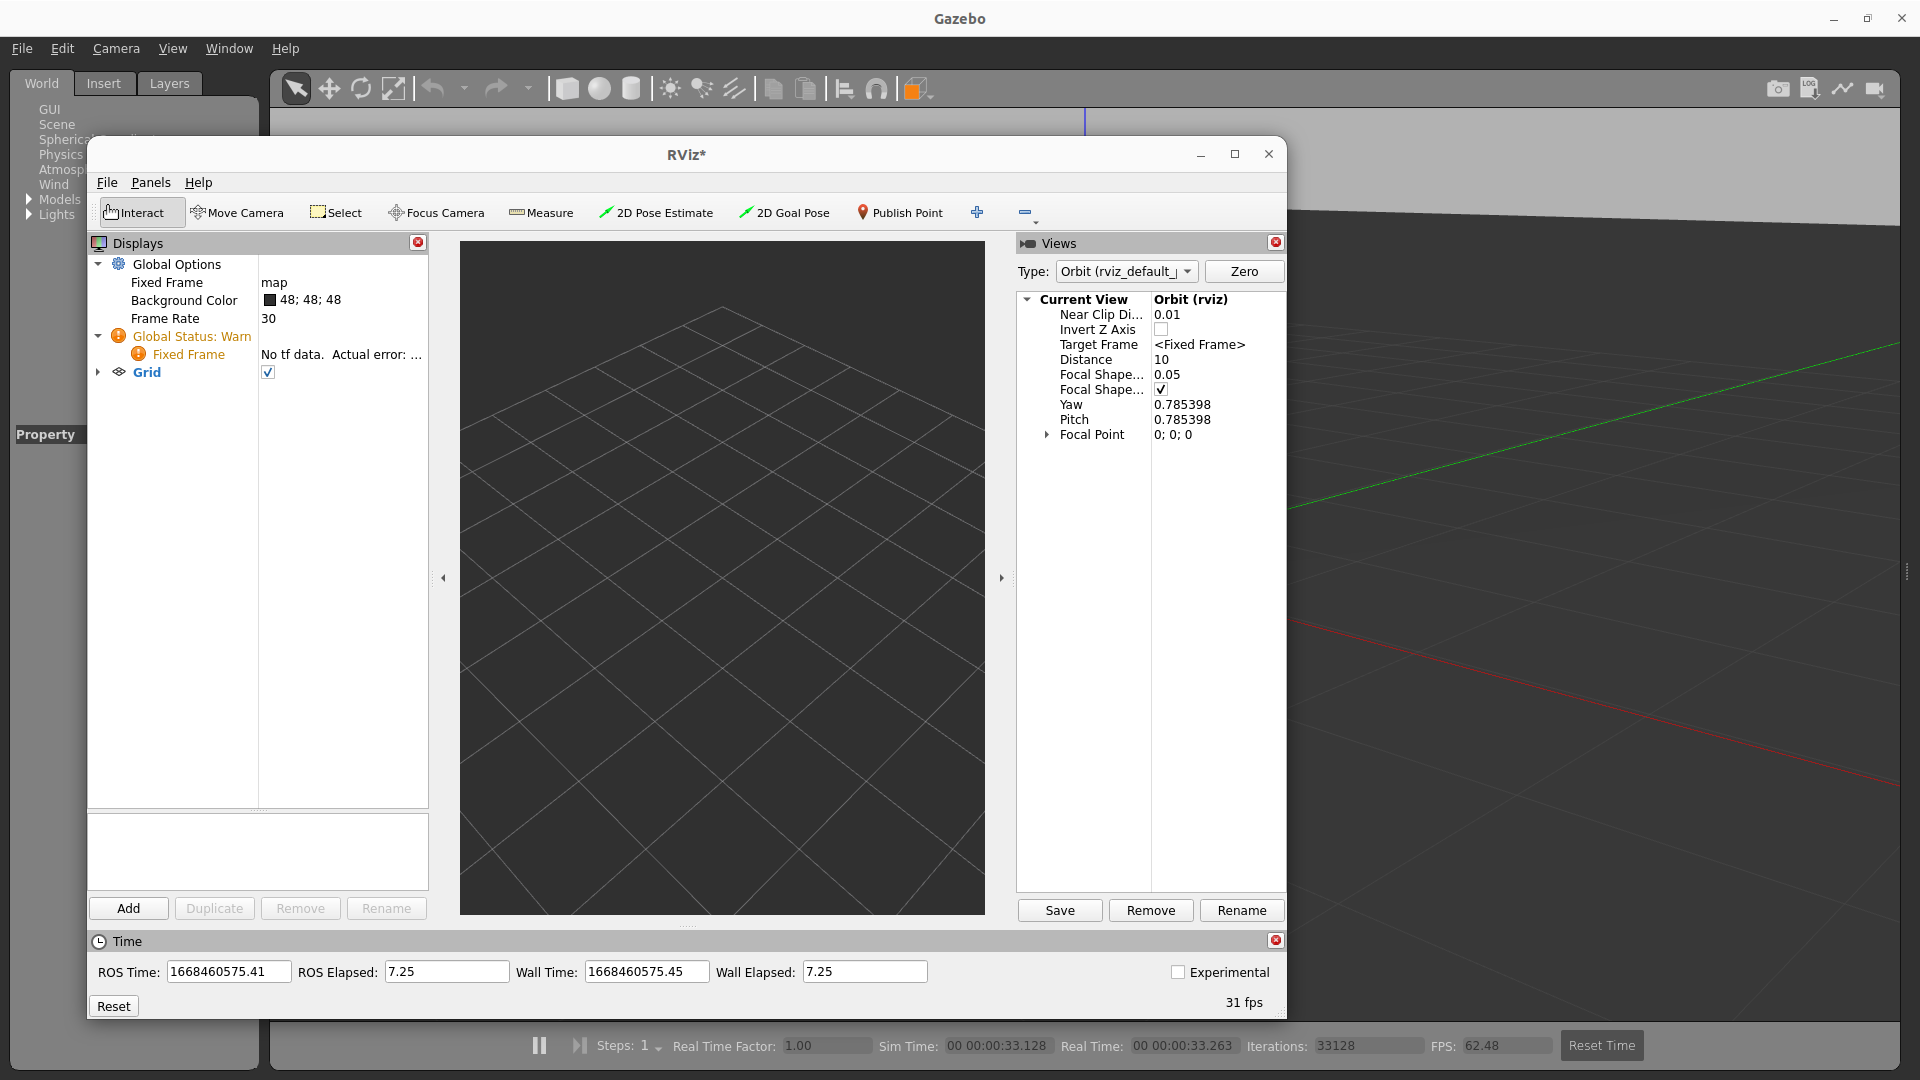 Gazebo
File Edit Camera View Window Help
World Insert Layers
GUI
Scene
Physics
Wind
Models
Lights
Property
RViz*
File Panels Help
Interact Move Camera Select Focus Camera Measure 2D Pose Estimate 2D Goal Pose Publish Point
Displays
Global Options
Fixed Frame map
Background Color 48; 48; 48
Frame Rate 30
Global Status: Warn
Fixed Frame No tf data. Actual error: ...
Grid
Add Duplicate Remove Rename
Views
Type: Orbit (rviz_default_ Zero
Current View Orbit (rviz)
Near Clip Di... 0.01
Invert Z Axis
Target Frame <Fixed Frame>
Distance 10
Focal Shape... 0.05
Focal Shape...
Yaw 0.785398
Pitch 0.785398
Focal Point 0; 0; 0
Save Remove Rename
Time
ROS Time: 1668460575.41 ROS Elapsed: 7.25 Wall Time: 1668460575.45 Wall Elapsed: 7.25 Experimental
Reset 31 fps
Steps: 1 Real Time Factor: 1.00 Sim Time: 00 00:00:33.128 Real Time: 00 00:00:33.263 Iterations: 33128 FPS: 62.48 Reset Time
LOG